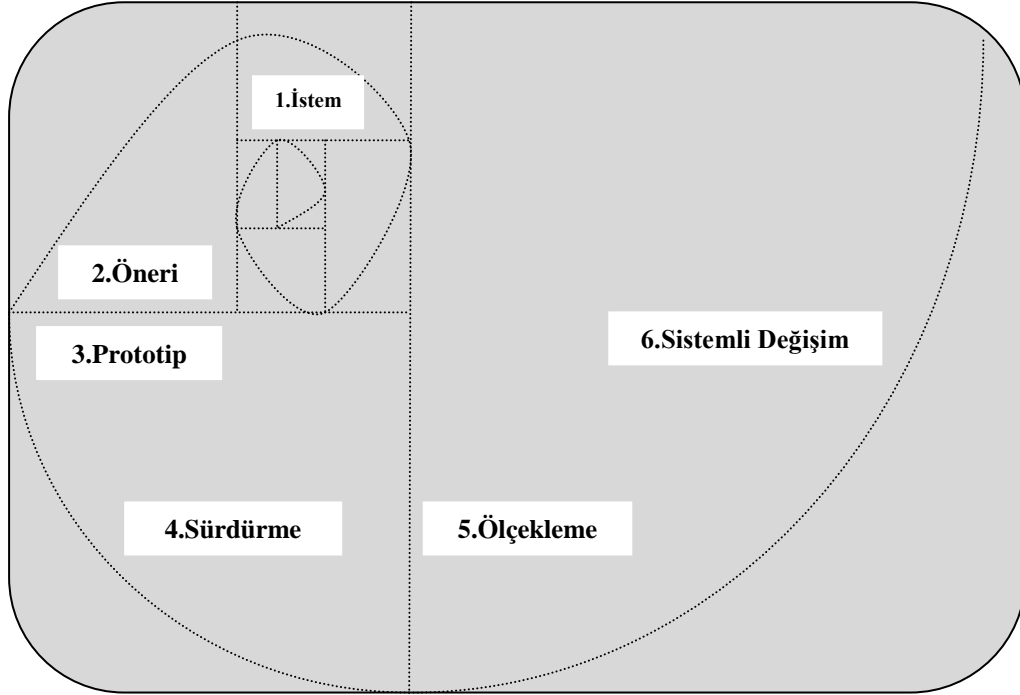 1.İstem
2.Öneri
3.Prototip
4.Sürdürme
5.Ölçekleme
6.Sistemli Değişim